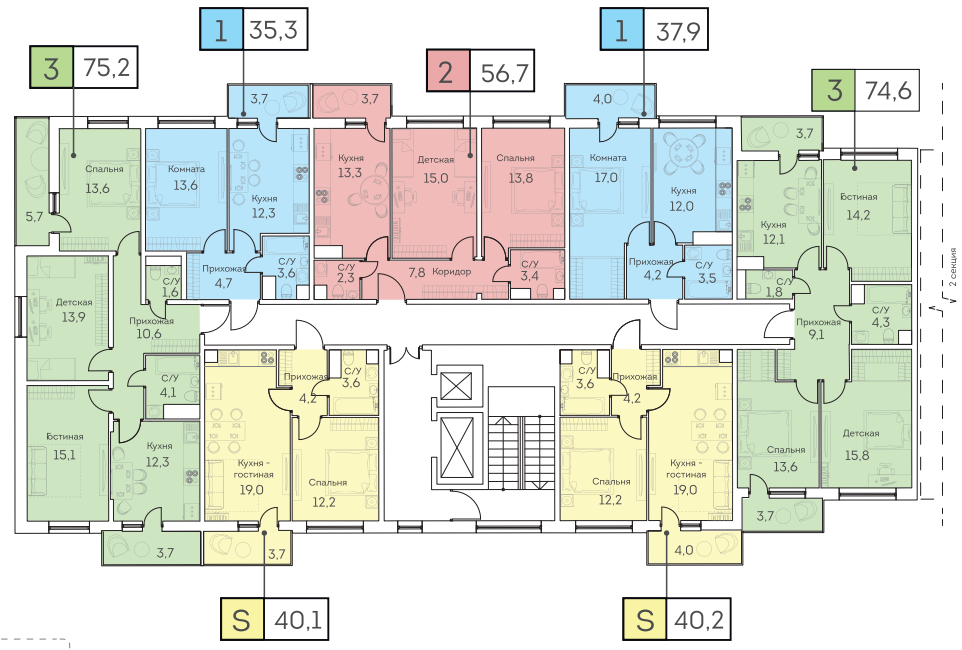 1 35,3
1 37,9
3 75,2
2 56,7
3 74,6
3,7
3,7
4,0
3,7
5,7
Спальня
13,6
Комната
13,6
Кухня
12,3
Кухня
13,3
Детская
15,0
Спальня
13,8
Комната
17,0
Кухня
12,0
Кухня
12,1
Гостиная
14,2
С/У
1,6
Прихожая
4,7
С/У
3,6
С/У
2,3
7,8 Коридор
С/У
3,4
Прихожая
4,2
С/У
3,5
С/У
1,8
2 секция
Детская
13,9
Прихожая
10,6
Прихожая
9,1
С/У
4,3
С/У
4,1
Прихожая
4,2
С/У
3,6
С/У
3,6
Прихожая
4,2
Гостиная
15,1
Кухня
12,3
Кухня -
гостиная
19,0
Спальня
12,2
Спальня
12,2
Кухня -
гостиная
19,0
Спальня
13,6
Детская
15,8
3,7
3,7
4,0
3,7
S 40,1
S 40,2